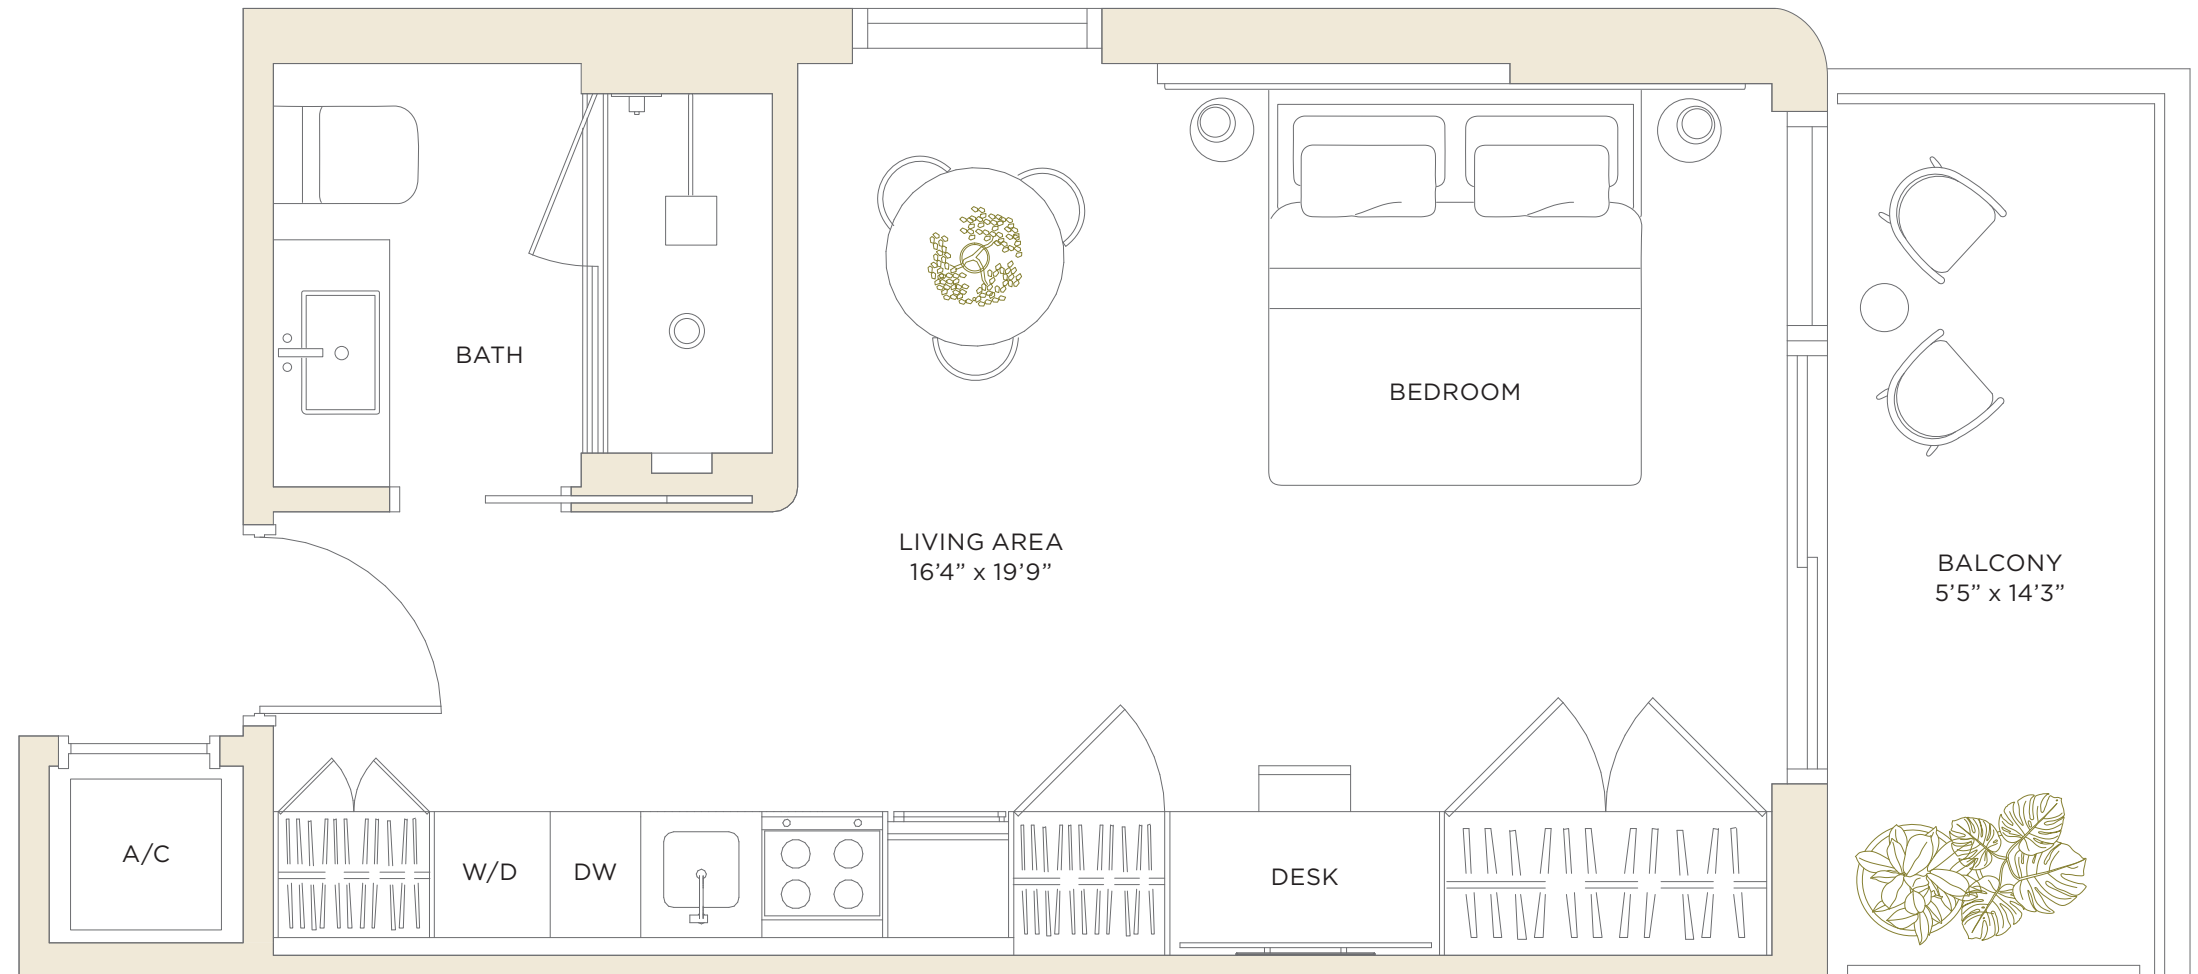 BATH
BEDROOM
LIVING AREA
16’4” x 19’9”
BALCONY
5’5” x 14’3”
A/C
W/D
DW
DESK